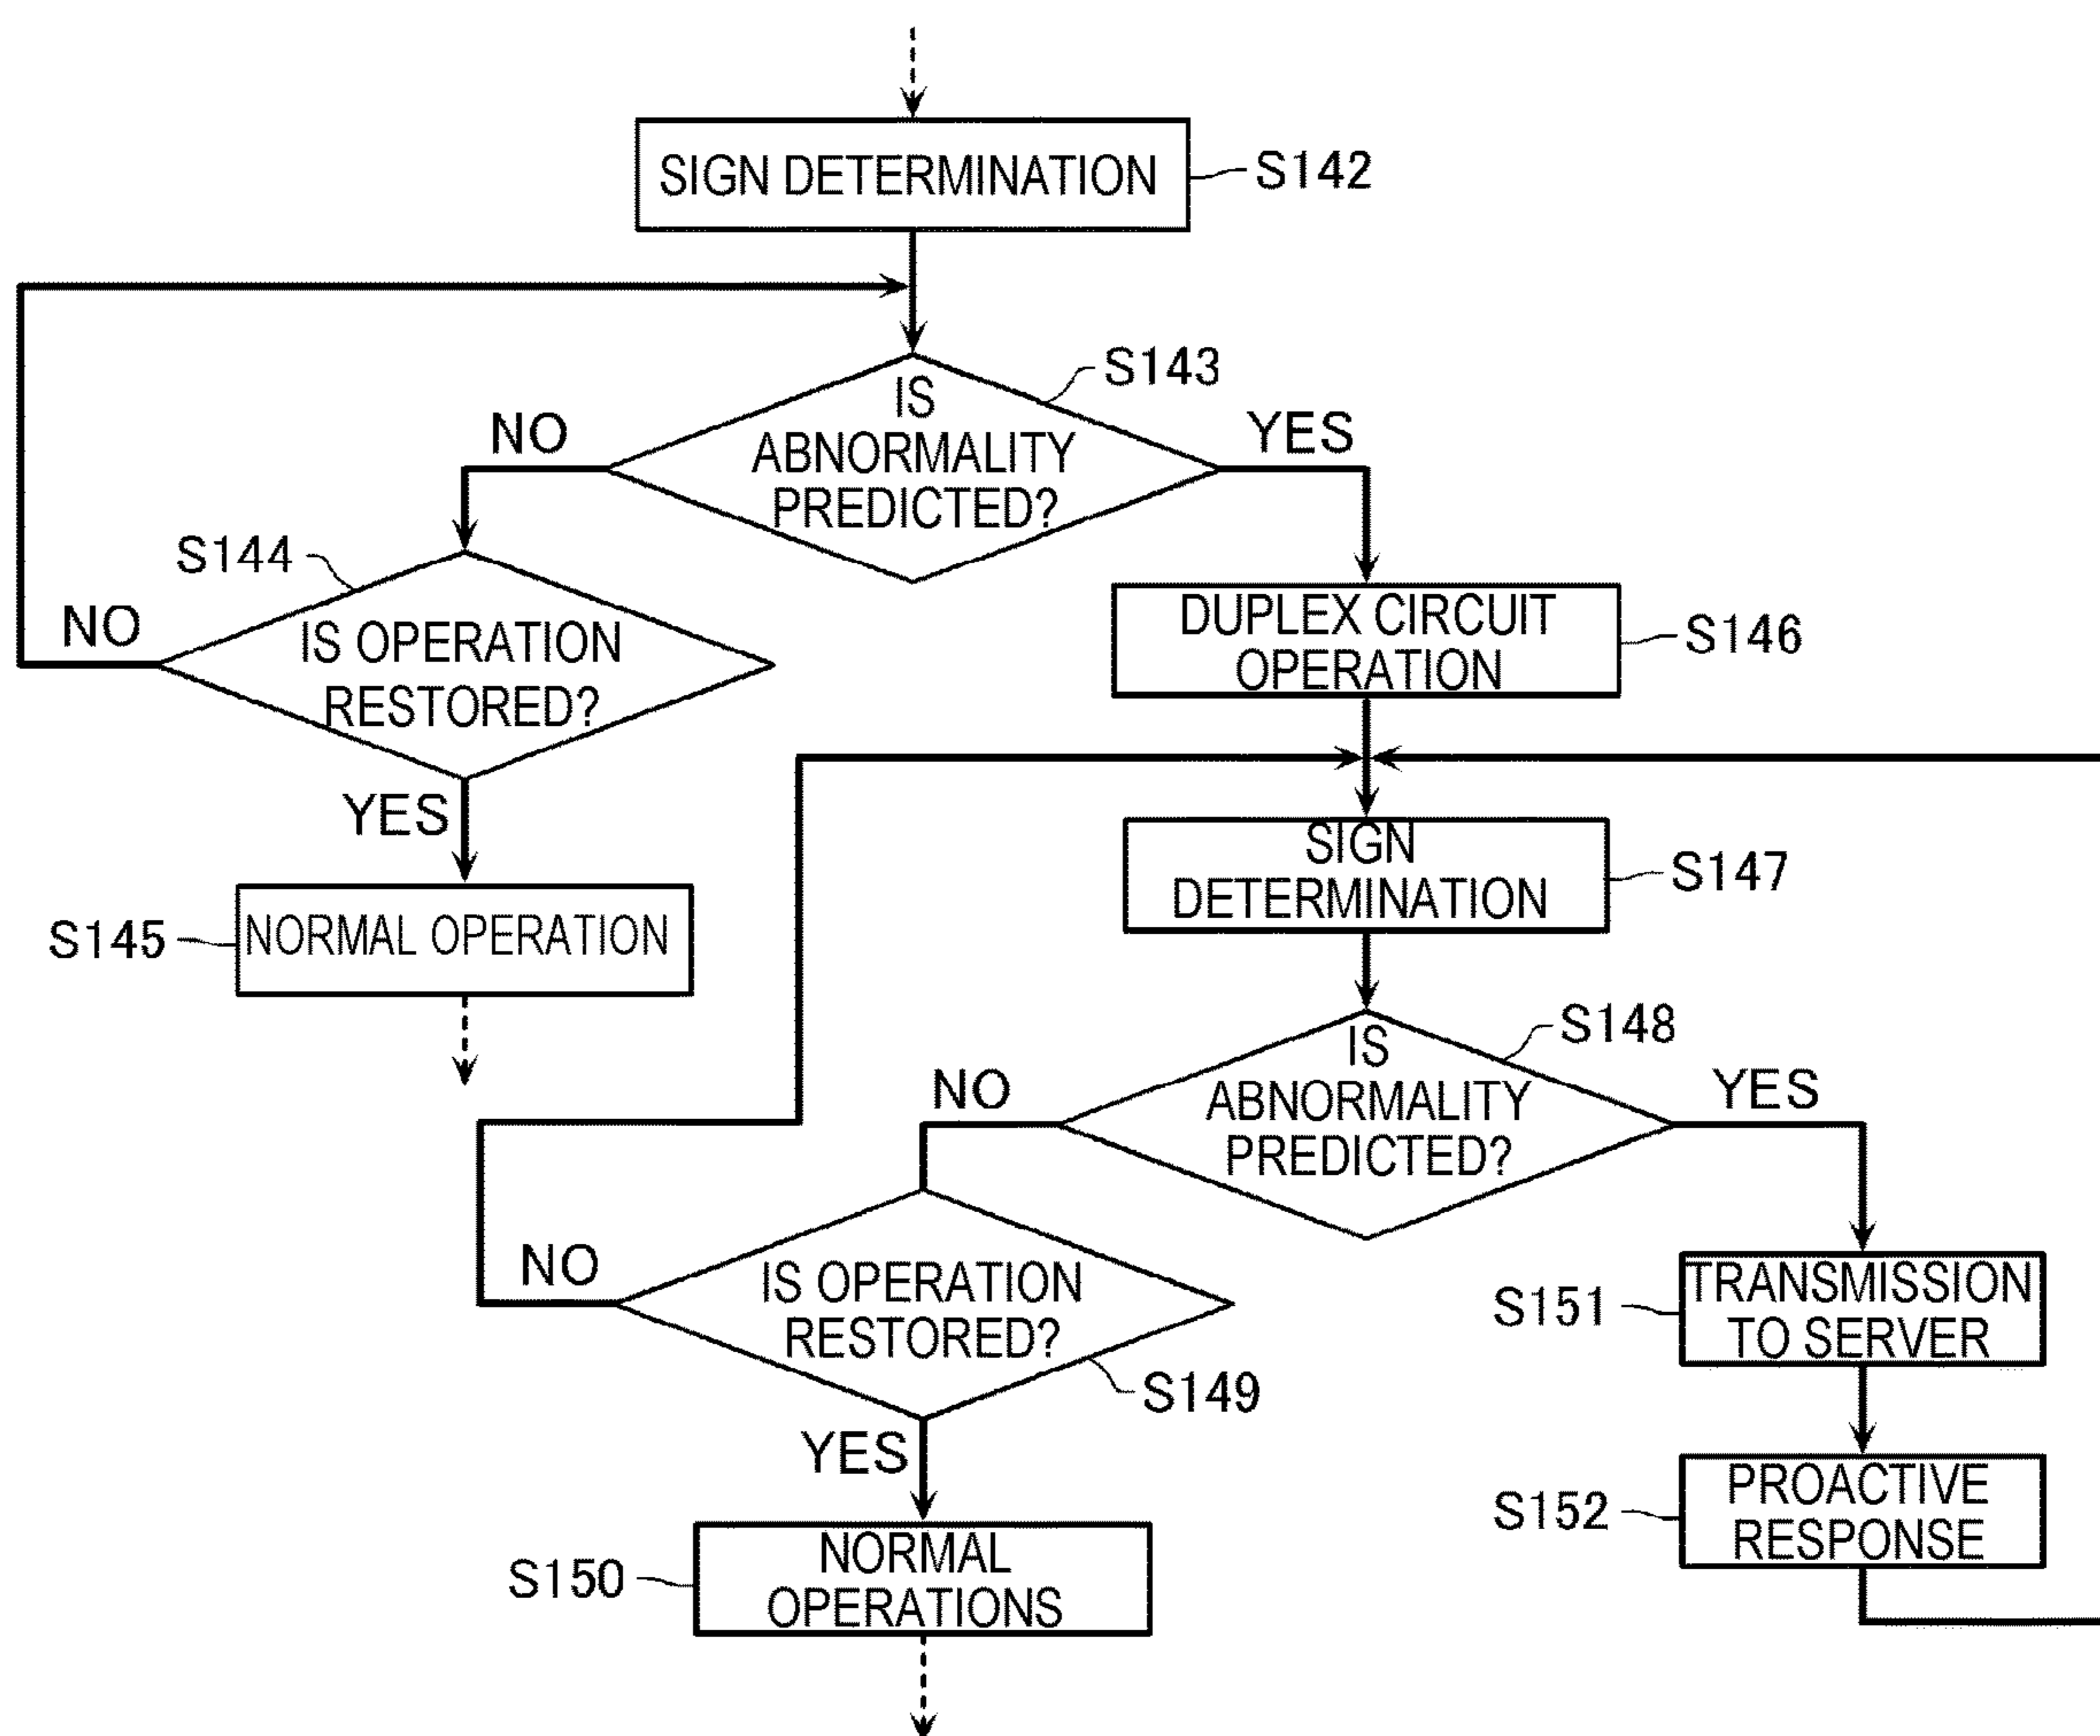 SIGN DETERMINATION
S142
S143
IS
ABNORMALITY
PREDICTED?
NO
YES
S144
IS OPERATION
RESTORED?
NO
YES
DUPLEX CIRCUIT
OPERATION
S146
S145
NORMAL OPERATION
SIGN
DETERMINATION
S147
S148
IS
ABNORMALITY
PREDICTED?
NO
YES
NO
IS OPERATION
RESTORED?
S149
YES
S151
TRANSMISSION
TO SERVER
S152
PROACTIVE
RESPONSE
S150
NORMAL
OPERATIONS